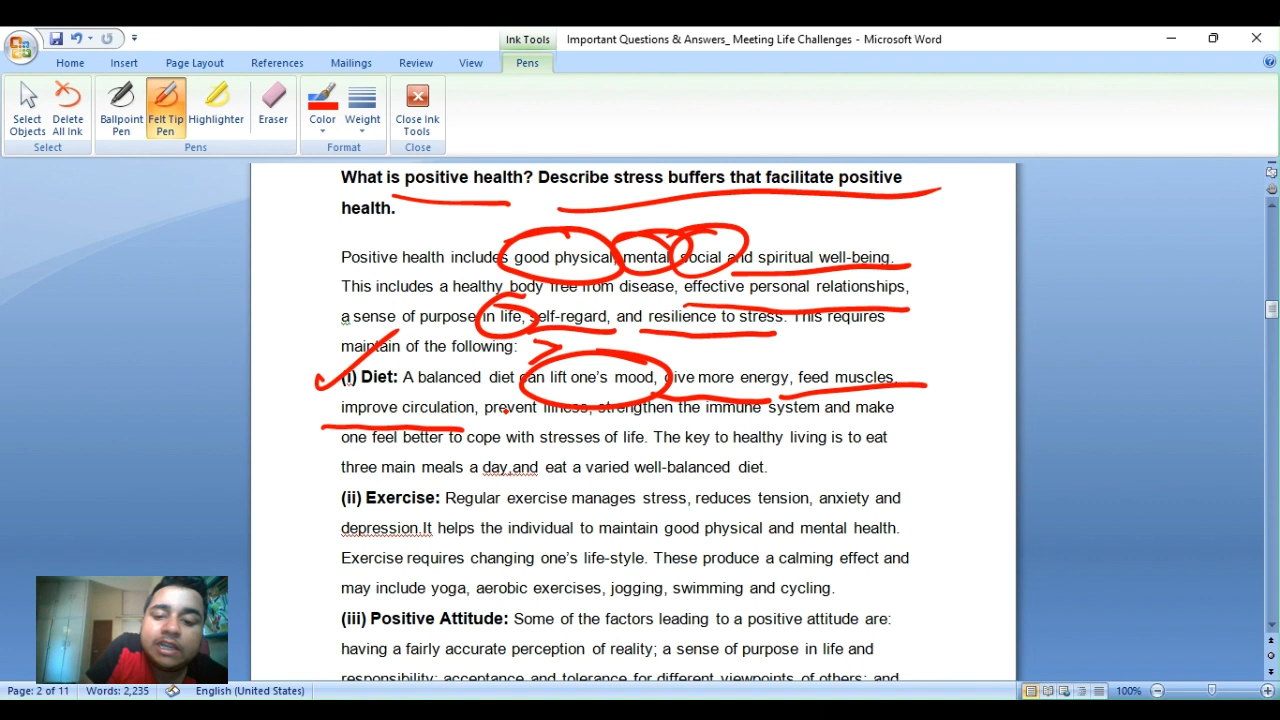 Ink Tools
Important Questions & Answers_ Meeting Life Challenges - Microsoft Word
Home
Insert
Page Layout
References
Mailings
Review
View
Pens
Select Objects
Delete All Ink
Ballpoint Pen
Felt Tip Pen
Highlighter
Eraser
Color
Weight
Close Ink Tools
Select
Pens
Format
Close
What is positive health? Describe stress buffers that facilitate positive
health.
Positive health includes good physical, mental, social and spiritual well-being.
This includes a healthy body free from disease, effective personal relationships,
a sense of purpose in life, self-regard, and resilience to stress. This requires
maintain of the following:
(i) Diet: A balanced diet can lift one's mood, give more energy, feed muscles,
improve circulation, prevent illness, strengthen the immune system and make
one feel better to cope with stresses of life. The key to healthy living is to eat
three main meals a day,and eat a varied well-balanced diet.
(ii) Exercise: Regular exercise manages stress, reduces tension, anxiety and
depression.It helps the individual to maintain good physical and mental health.
Exercise requires changing one's life-style. These produce a calming effect and
may include yoga, aerobic exercises, jogging, swimming and cycling.
(iii) Positive Attitude: Some of the factors leading to a positive attitude are:
having a fairly accurate perception of reality; a sense of purpose in life and
responsibility; acceptance and tolerance for different viewpoints of others; and
Page: 2 of 11
Words: 2,235
English (United States)
100%